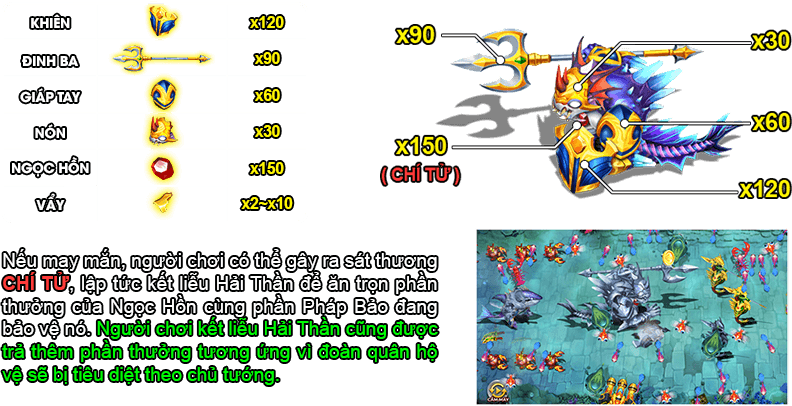 KHIÊN x120
ĐINH BA x90
GIÁP TAY x60
NÓN x30
NGỌC HỒN x150
VẨY x2~x10
x90
x30
x150
( CHÍ TỬ )
x60
x120
Nếu may mắn, người chơi có thể gây ra sát thương
CHÍ TỬ, lập tức kết liễu Hải Thần để ăn trọn phần
thưởng của Ngọc Hồn cùng phần Pháp Bảo đang
bảo vệ nó. Người chơi kết liễu Hải Thần cũng được
trả thêm phần thưởng tương ứng vì đoàn quân hộ
vệ sẽ bị tiêu diệt theo chủ tướng.
CẦM MÁY